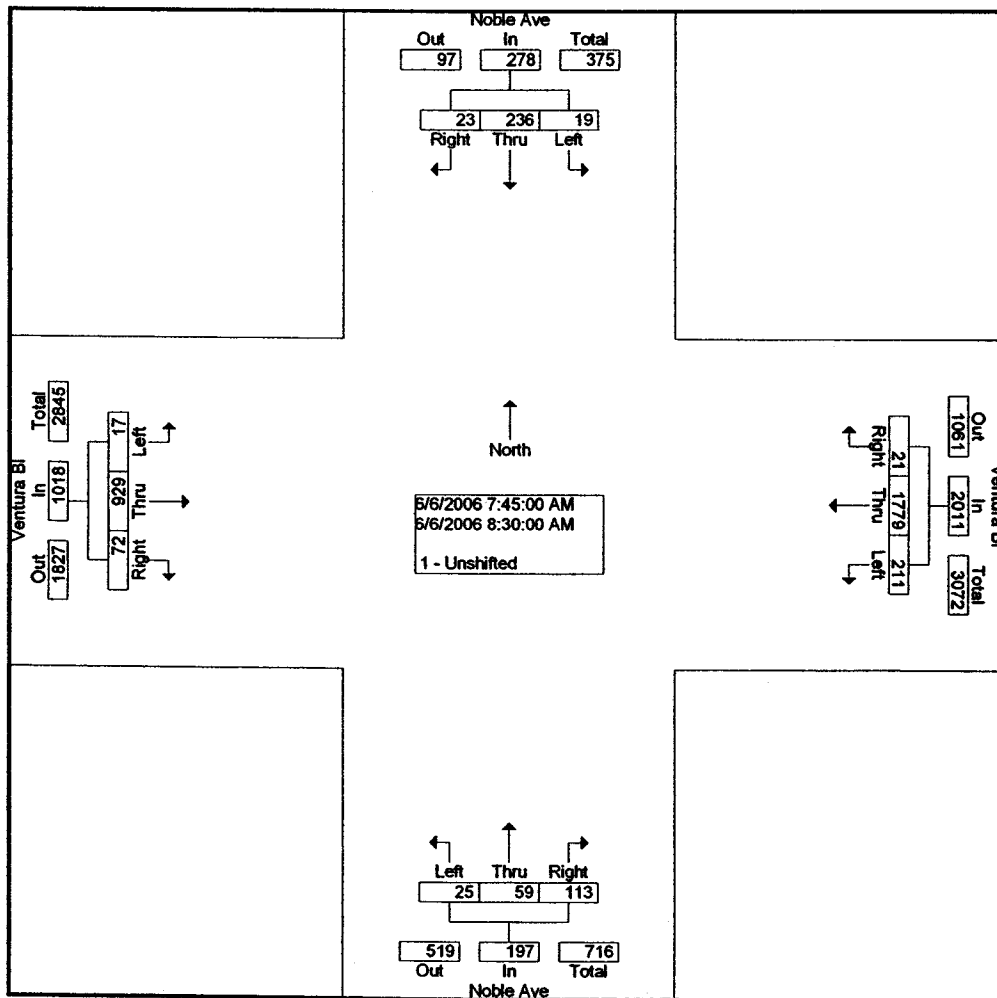 Noble Ave
Out In Total
97 278 375
23 236 19
Right Thru Left
Ventura Bl
Total In Out
2845 1018 1827
17 929 72
Left Thru Right
North
6/6/2006 7:45:00 AM
6/6/2006 8:30:00 AM
1 - Unshifted
Right Thru Left
21 1779 211
Out In Total
1061 2011 3072
Ventura Bl
Left Thru Right
25 59 113
519 197 716
Out In Total
Noble Ave